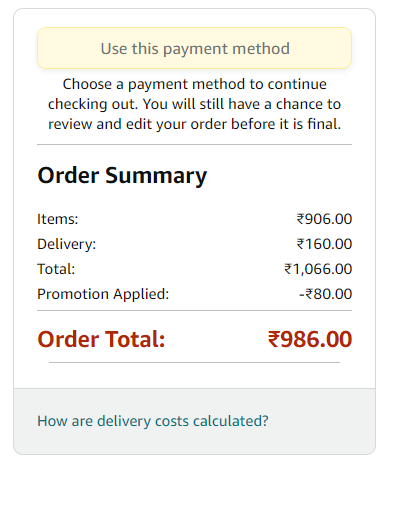 Use this payment method
Choose a payment method to continue
checking out. You will still have a chance to
review and edit your order before it is final.
Order Summary
Items: ₹906.00
Delivery: ₹160.00
Total: ₹1,066.00
Promotion Applied: -₹80.00
Order Total: ₹986.00
How are delivery costs calculated?